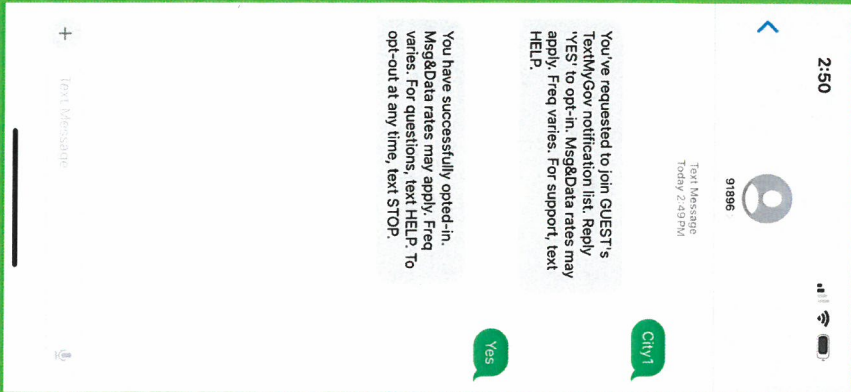 2:50
91896
Text Message
Today 2:49 PM
City1
You've requested to join GUEST's
TextMyGov notification list. Reply
'YES' to opt-in. Msg&Data rates may
apply. Freq varies. For support, text
HELP.
Yes
You have successfully opted-in.
Msg&Data rates may apply. Freq
varies. For questions, text HELP. To
opt-out at any time, text STOP.
Text Message